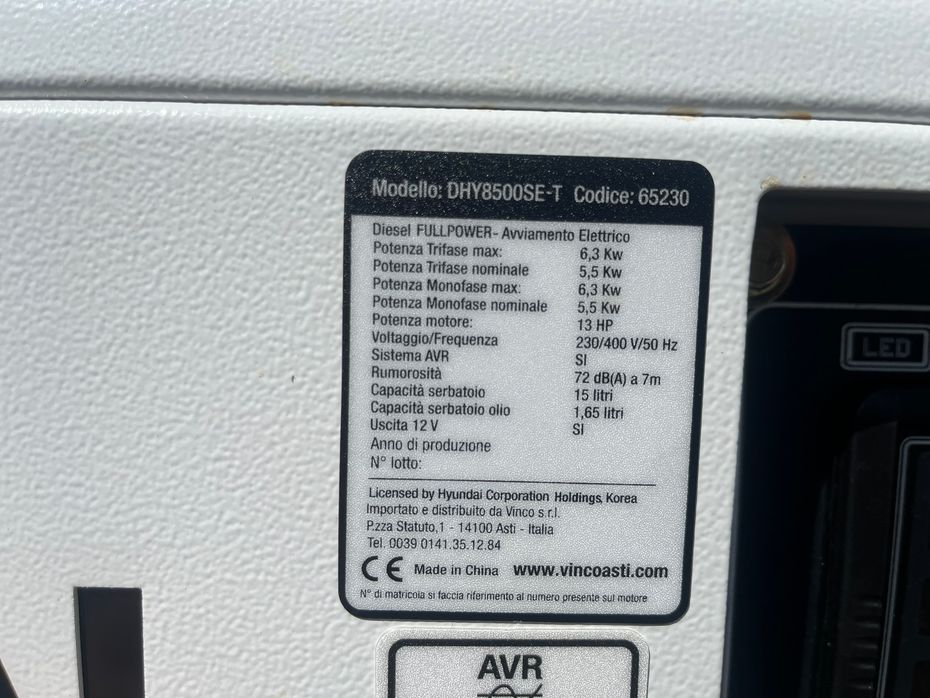 Modello: DHY8500SE-T Codice: 65230
Diesel FULLPOWER- Avviamento Elettrico
Potenza Trifase max: 6,3 Kw
Potenza Trifase nominale 5,5 Kw
Potenza Monofase max: 6,3 Kw
Potenza Monofase nominale 5,5 Kw
Potenza motore: 13 HP
Voltaggio/Frequenza 230/400 V/50 Hz
Sistema AVR SI
Rumorosità 72 dB(A) a 7m
Capacità serbatoio 15 litri
Capacità serbatoio olio 1,65 litri
Uscita 12 V SI
Anno di produzione
N° lotto:
Licensed by Hyundai Corporation Holdings, Korea
Importato e distribuito da Vinco s.r.l.
P.zza Statuto,1 - 14100 Asti - Italia
Tel. 0039 0141.35.12.84
CE Made in China www.vincoasti.com
N° di matricola si faccia riferimento al numero presente sul motore
AVR
LED